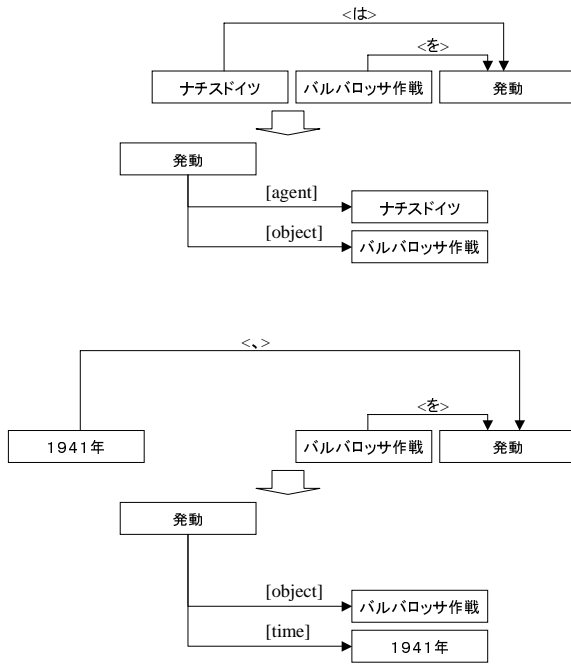 <は>
<を>
ナチスドイツ バルバロッサ作戦 発動
発動
[agent]
ナチスドイツ
[object]
バルバロッサ作戦
<、>
<を>
1941年 バルバロッサ作戦 発動
発動
[object]
バルバロッサ作戦
[time]
1941年